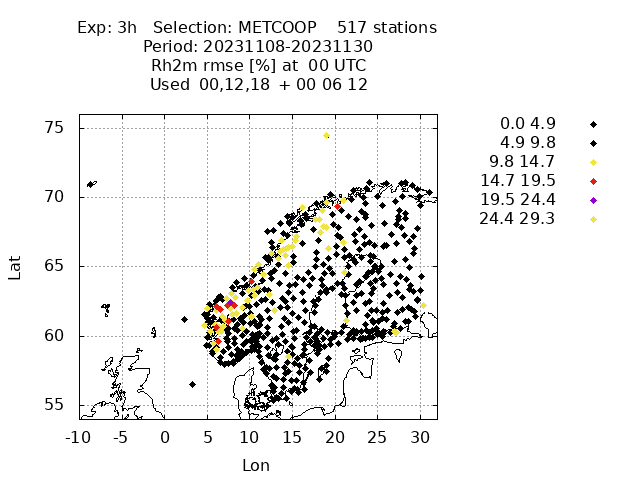 Exp: 3h   Selection: METCOOP    517 stations
Period: 20231108-20231130
Rh2m rmse [%] at  00 UTC
Used  00,12,18  + 00 06 12
0.0 4.9
4.9 9.8
9.8 14.7
14.7 19.5
19.5 24.4
24.4 29.3
75
70
65
60
55
Lat
-10 -5 0 5 10 15 20 25 30
Lon